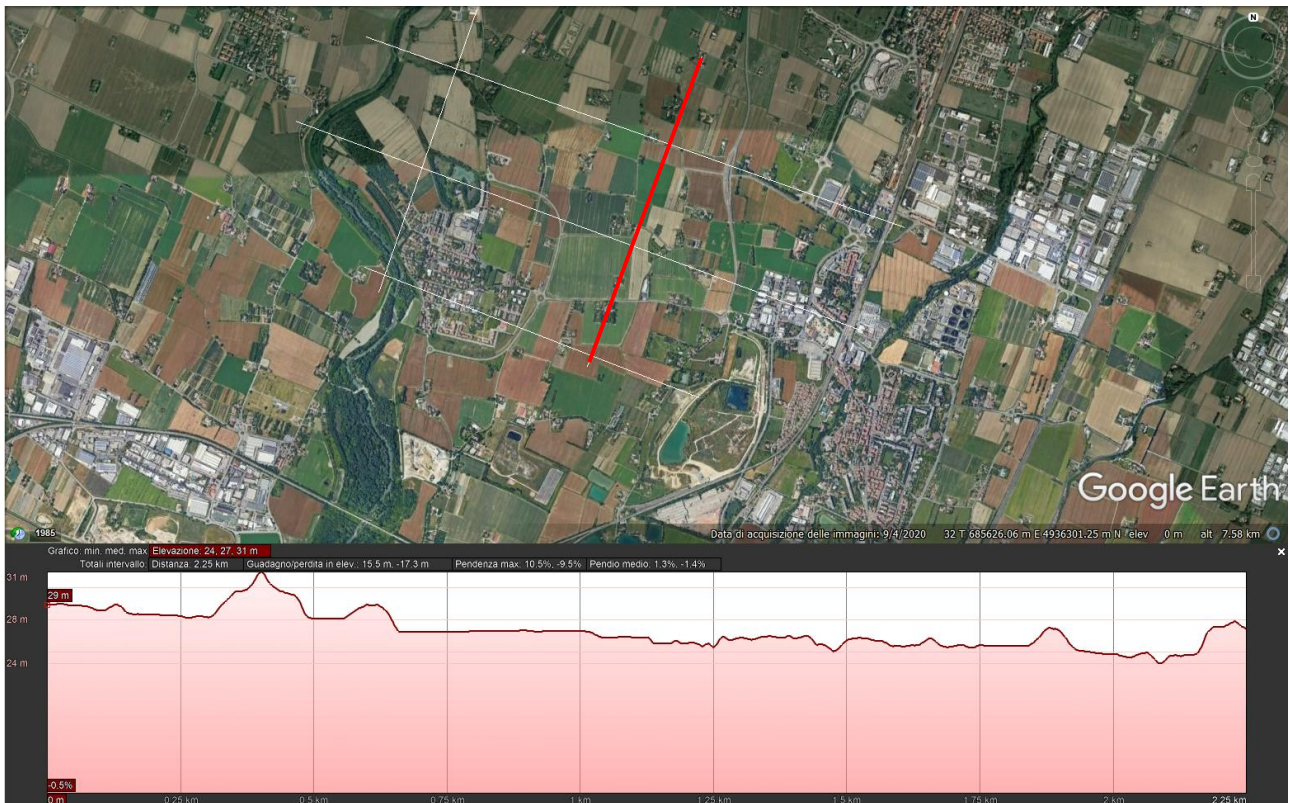 N
Google Earth
1985
Data di acquisizione delle immagini: 9/4/2020 32 T 685626.06 m E 4936301.25 m N elev 0 m alt 7.58 km
Grafico: min. med. max Elevazione: 24, 27, 31 m
Totali intervallo: Distanza: 2.25 km Guadagno/perdita in elev.: 15.5 m, -17.3 m Pendenza max: 10.5%, -9.5% Pendio medio: 1.3%, -1.4%
31 m
29 m
28 m
24 m
-0.5%
0 m 0.25 km 0.5 km 0.75 km 1 km 1.25 km 1.5 km 1.75 km 2 km 2.25 km